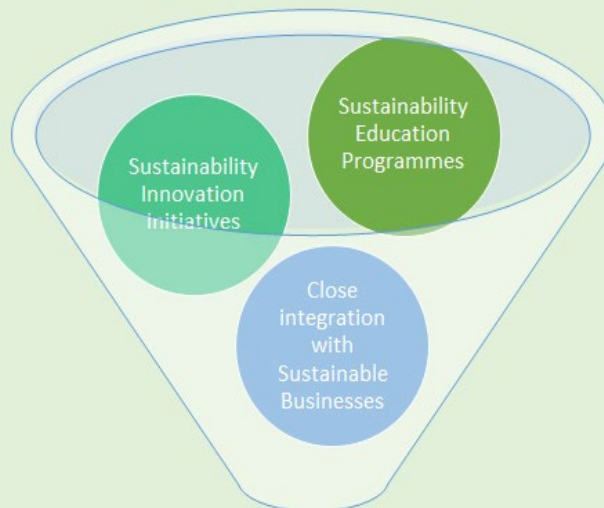 Sustainability
Education
Programmes
Sustainability
Innovation
initiatives
Close
integration
with
Sustainable
Businesses